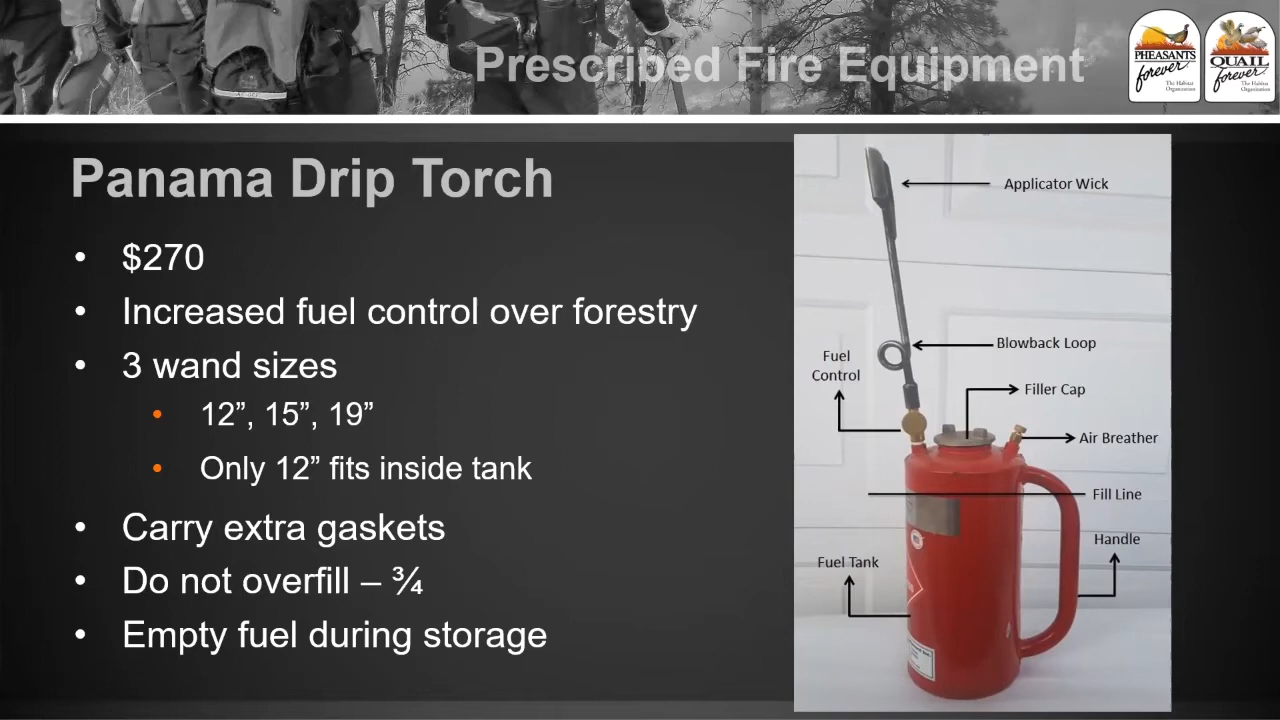 Prescribed Fire Equipment
PHEASANTS
forever
The Habitat
Organization
QUAIL
forever
The Habitat
Organization
Panama Drip Torch
• $270
• Increased fuel control over forestry
• 3 wand sizes
• 12”, 15”, 19”
• Only 12” fits inside tank
• Carry extra gaskets
• Do not overfill – ¾
• Empty fuel during storage
Applicator Wick
Blowback Loop
Fuel
Control
Filler Cap
Air Breather
Fill Line
Handle
Fuel Tank